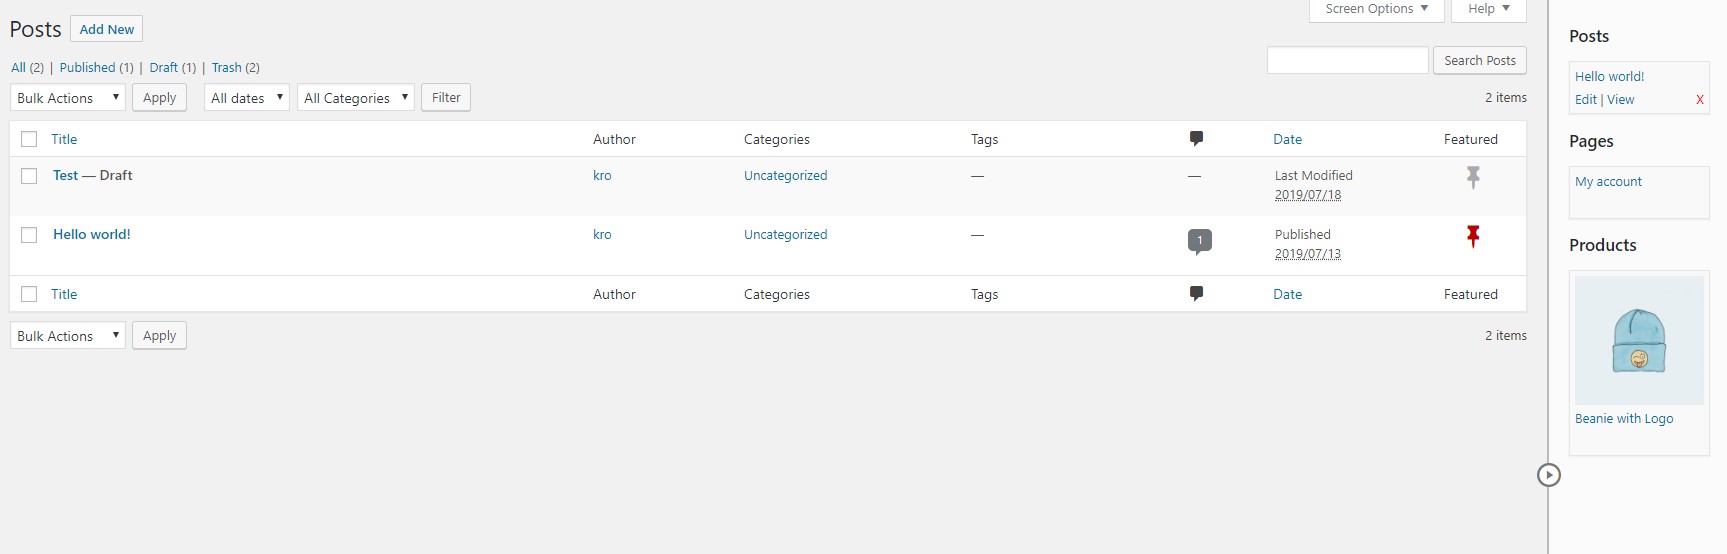 Screen Options ▼ Help ▼
Posts Add New
All (2) | Published (1) | Draft (1) | Trash (2)
Search Posts
Bulk Actions Apply All dates All Categories Filter 2 items
Title Author Categories Tags Date Featured
Test — Draft kro Uncategorized — — Last Modified
2019/07/18
Hello world! kro Uncategorized — 1 Published
2019/07/13
Title Author Categories Tags Date Featured
Bulk Actions Apply 2 items
Posts
Hello world!
Edit | View X
Pages
My account
Products
Beanie with Logo